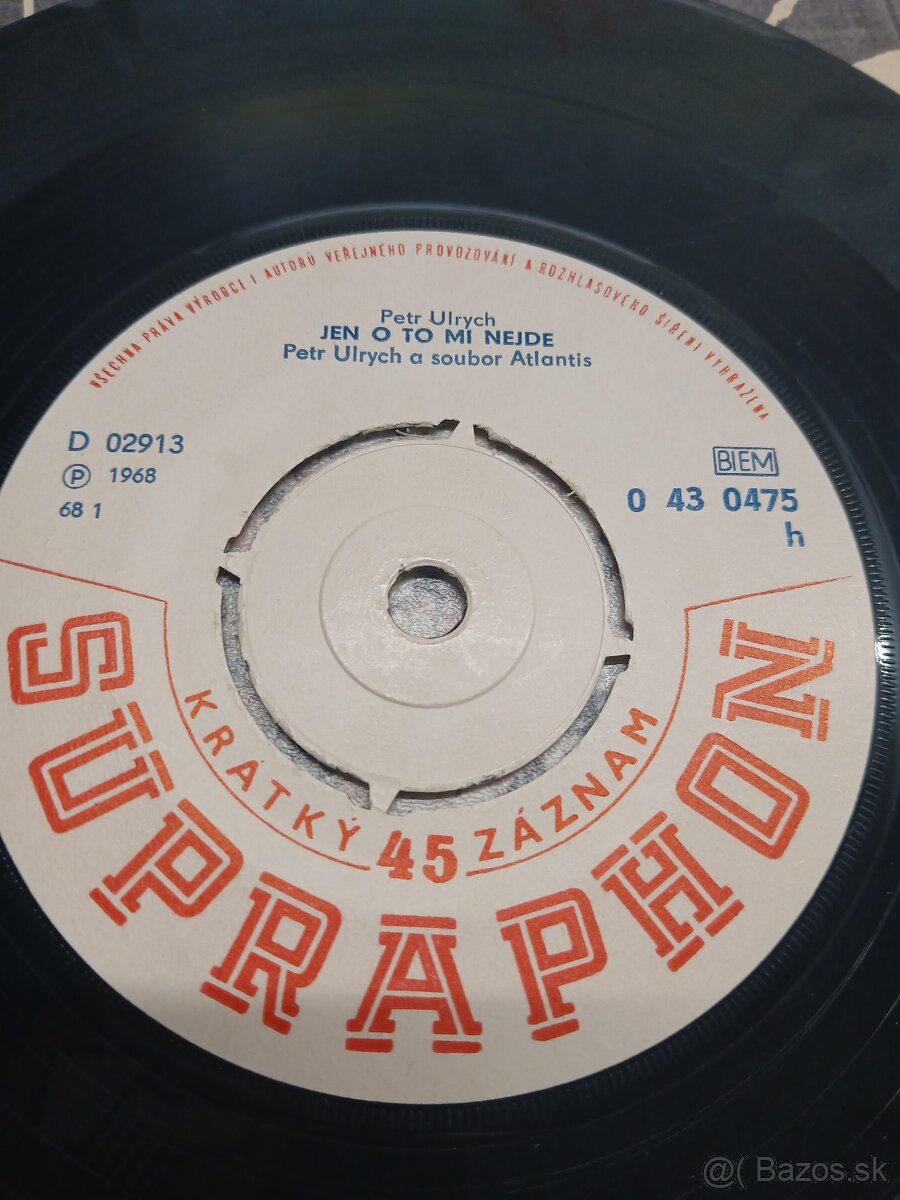 VŠECHNA PRÁVA VÝROBCE I AUTORŮ VEŘEJNÉHO PROVOZOVÁNÍ A ROZHLASOVÉHO ŠÍŘENÍ VYHRAŽENA
Petr Ulrych
JEN O TO MI NEJDE
Petr Ulrych a soubor Atlantis
D 02913
Ⓟ 1968
68 1
BIEM
0 43 0475
h
KRÁTKÝ 45 ZÁZNAM
SUPRAPHON
@( Bazos.sk